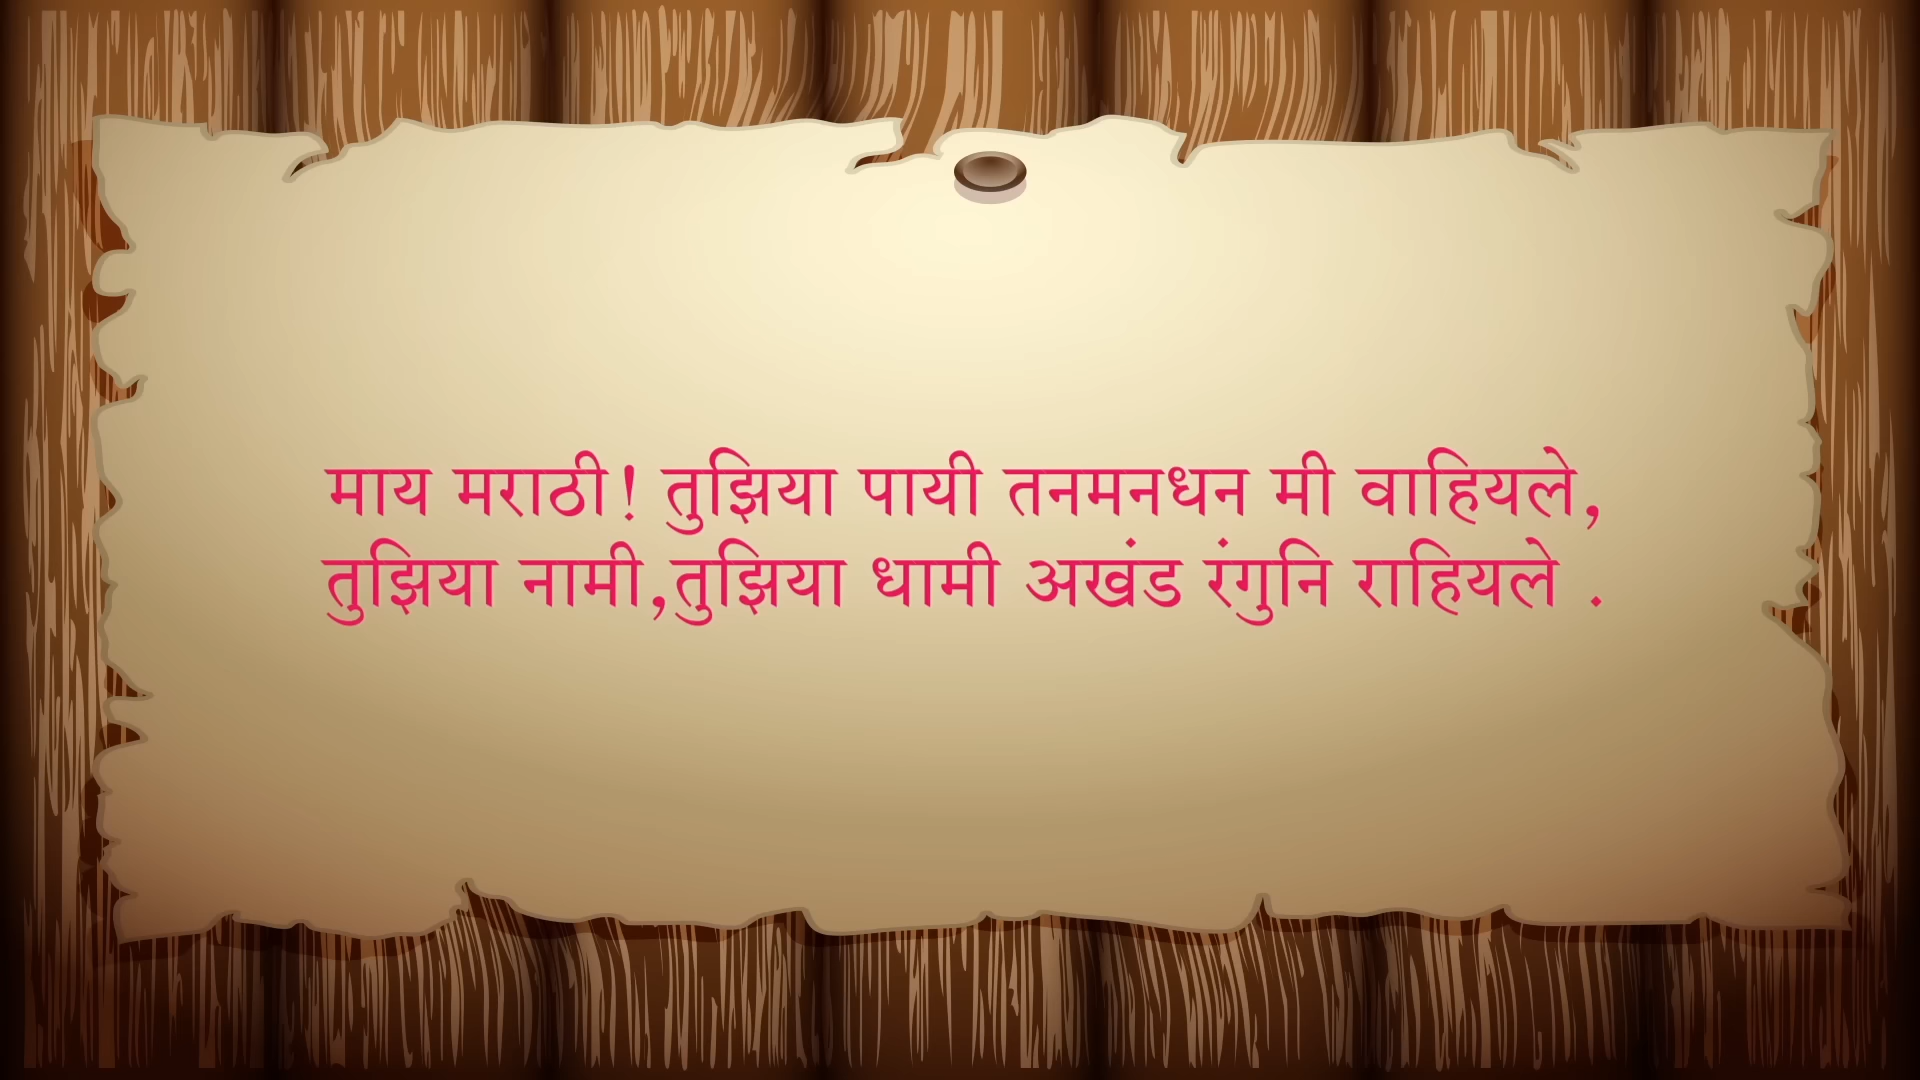 माय मराठी! तुझिया पायी तनमनधन मी वाहियले,
तुझिया नामी,तुझिया धामी अखंड रंगुनि राहियले .